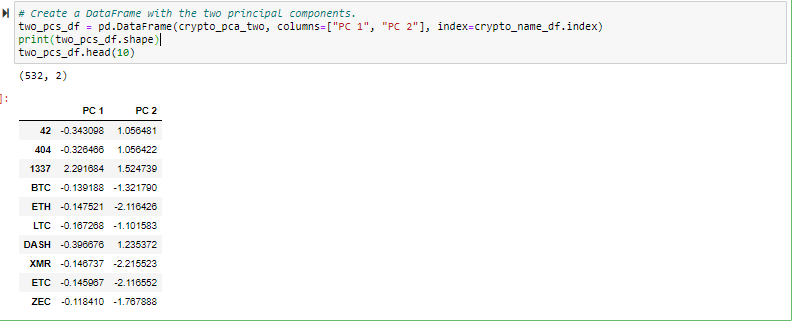 # Create a DataFrame with the two principal components.
two_pcs_df = pd.DataFrame(crypto_pca_two, columns=["PC 1", "PC 2"], index=crypto_name_df.index)
print(two_pcs_df.shape)
two_pcs_df.head(10)
(532, 2)
]:
PC 1 PC 2
42 -0.343098 1.056481
404 -0.326466 1.056422
1337 2.291684 1.524739
BTC -0.139188 -1.321790
ETH -0.147521 -2.116426
LTC -0.167268 -1.101583
DASH -0.396676 1.235372
XMR -0.146737 -2.215523
ETC -0.145967 -2.116552
ZEC -0.118410 -1.767888